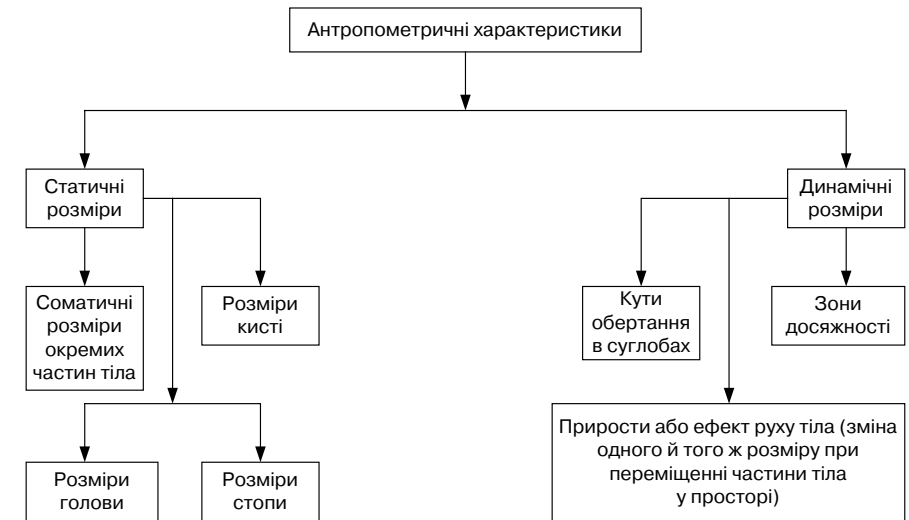 Антропометричні характеристики
Статичні
розміри
Динамічні
розміри
Соматичні
розміри
окремих
частин тіла
Розміри
кисті
Кути
обертання
в суглобах
Зони
досяжності
Розміри
голови
Розміри
стопи
Прирости або ефект руху тіла (зміна
одного й того ж розміру при
переміщенні частини тіла
у просторі)